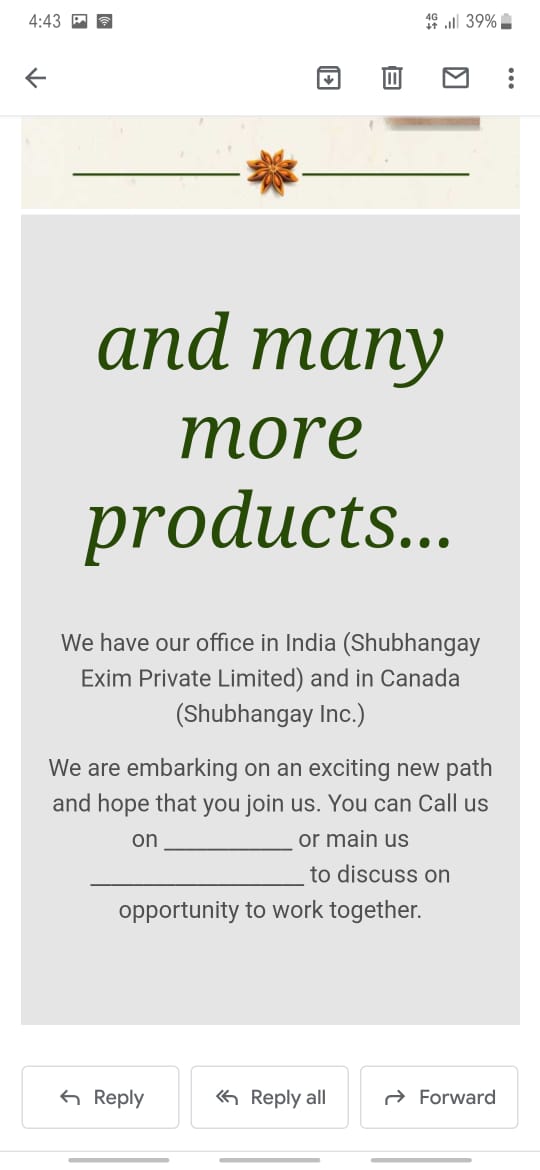 4:43 4G 39%
and many
more
products...
We have our office in India (Shubhangay
Exim Private Limited) and in Canada
(Shubhangay Inc.)
We are embarking on an exciting new path
and hope that you join us. You can Call us
on ___________ or main us
__________________ to discuss on
opportunity to work together.
Reply Reply all Forward